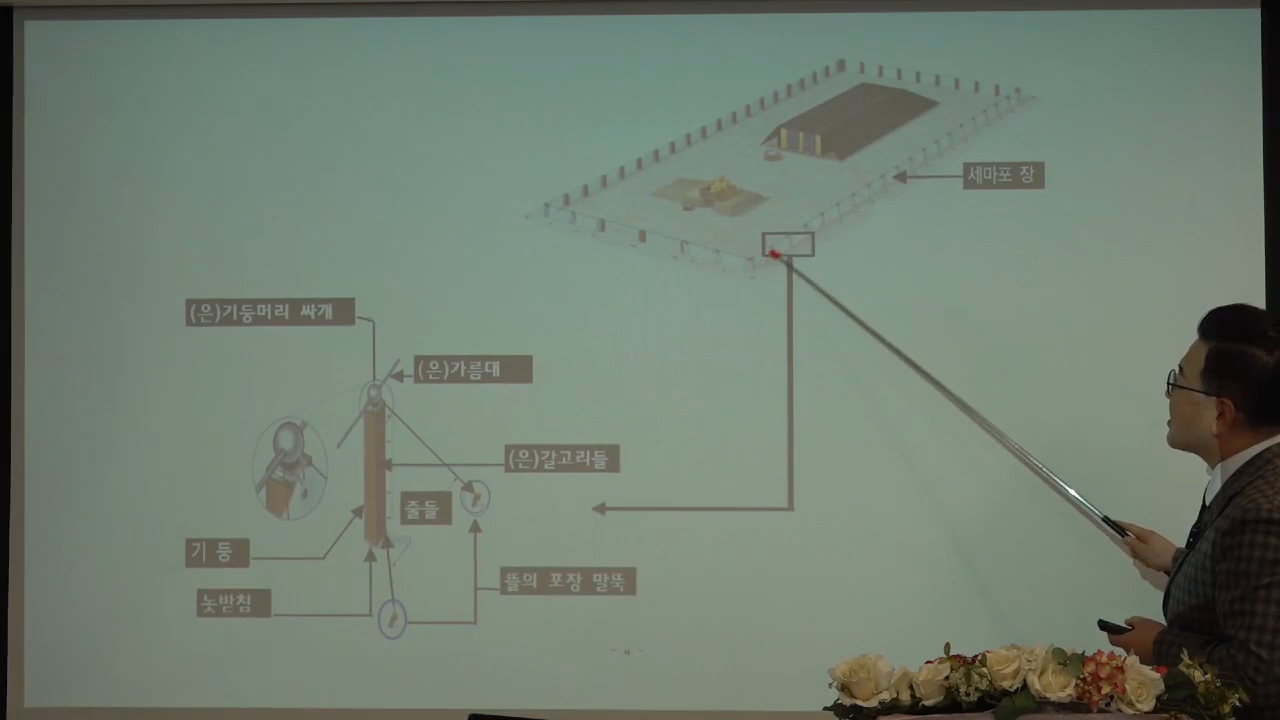 세마포 장
(은)기둥머리 싸개
(은)가름대
(은)갈고리들
줄들
기 둥
뜰의 포장 말뚝
놋받침